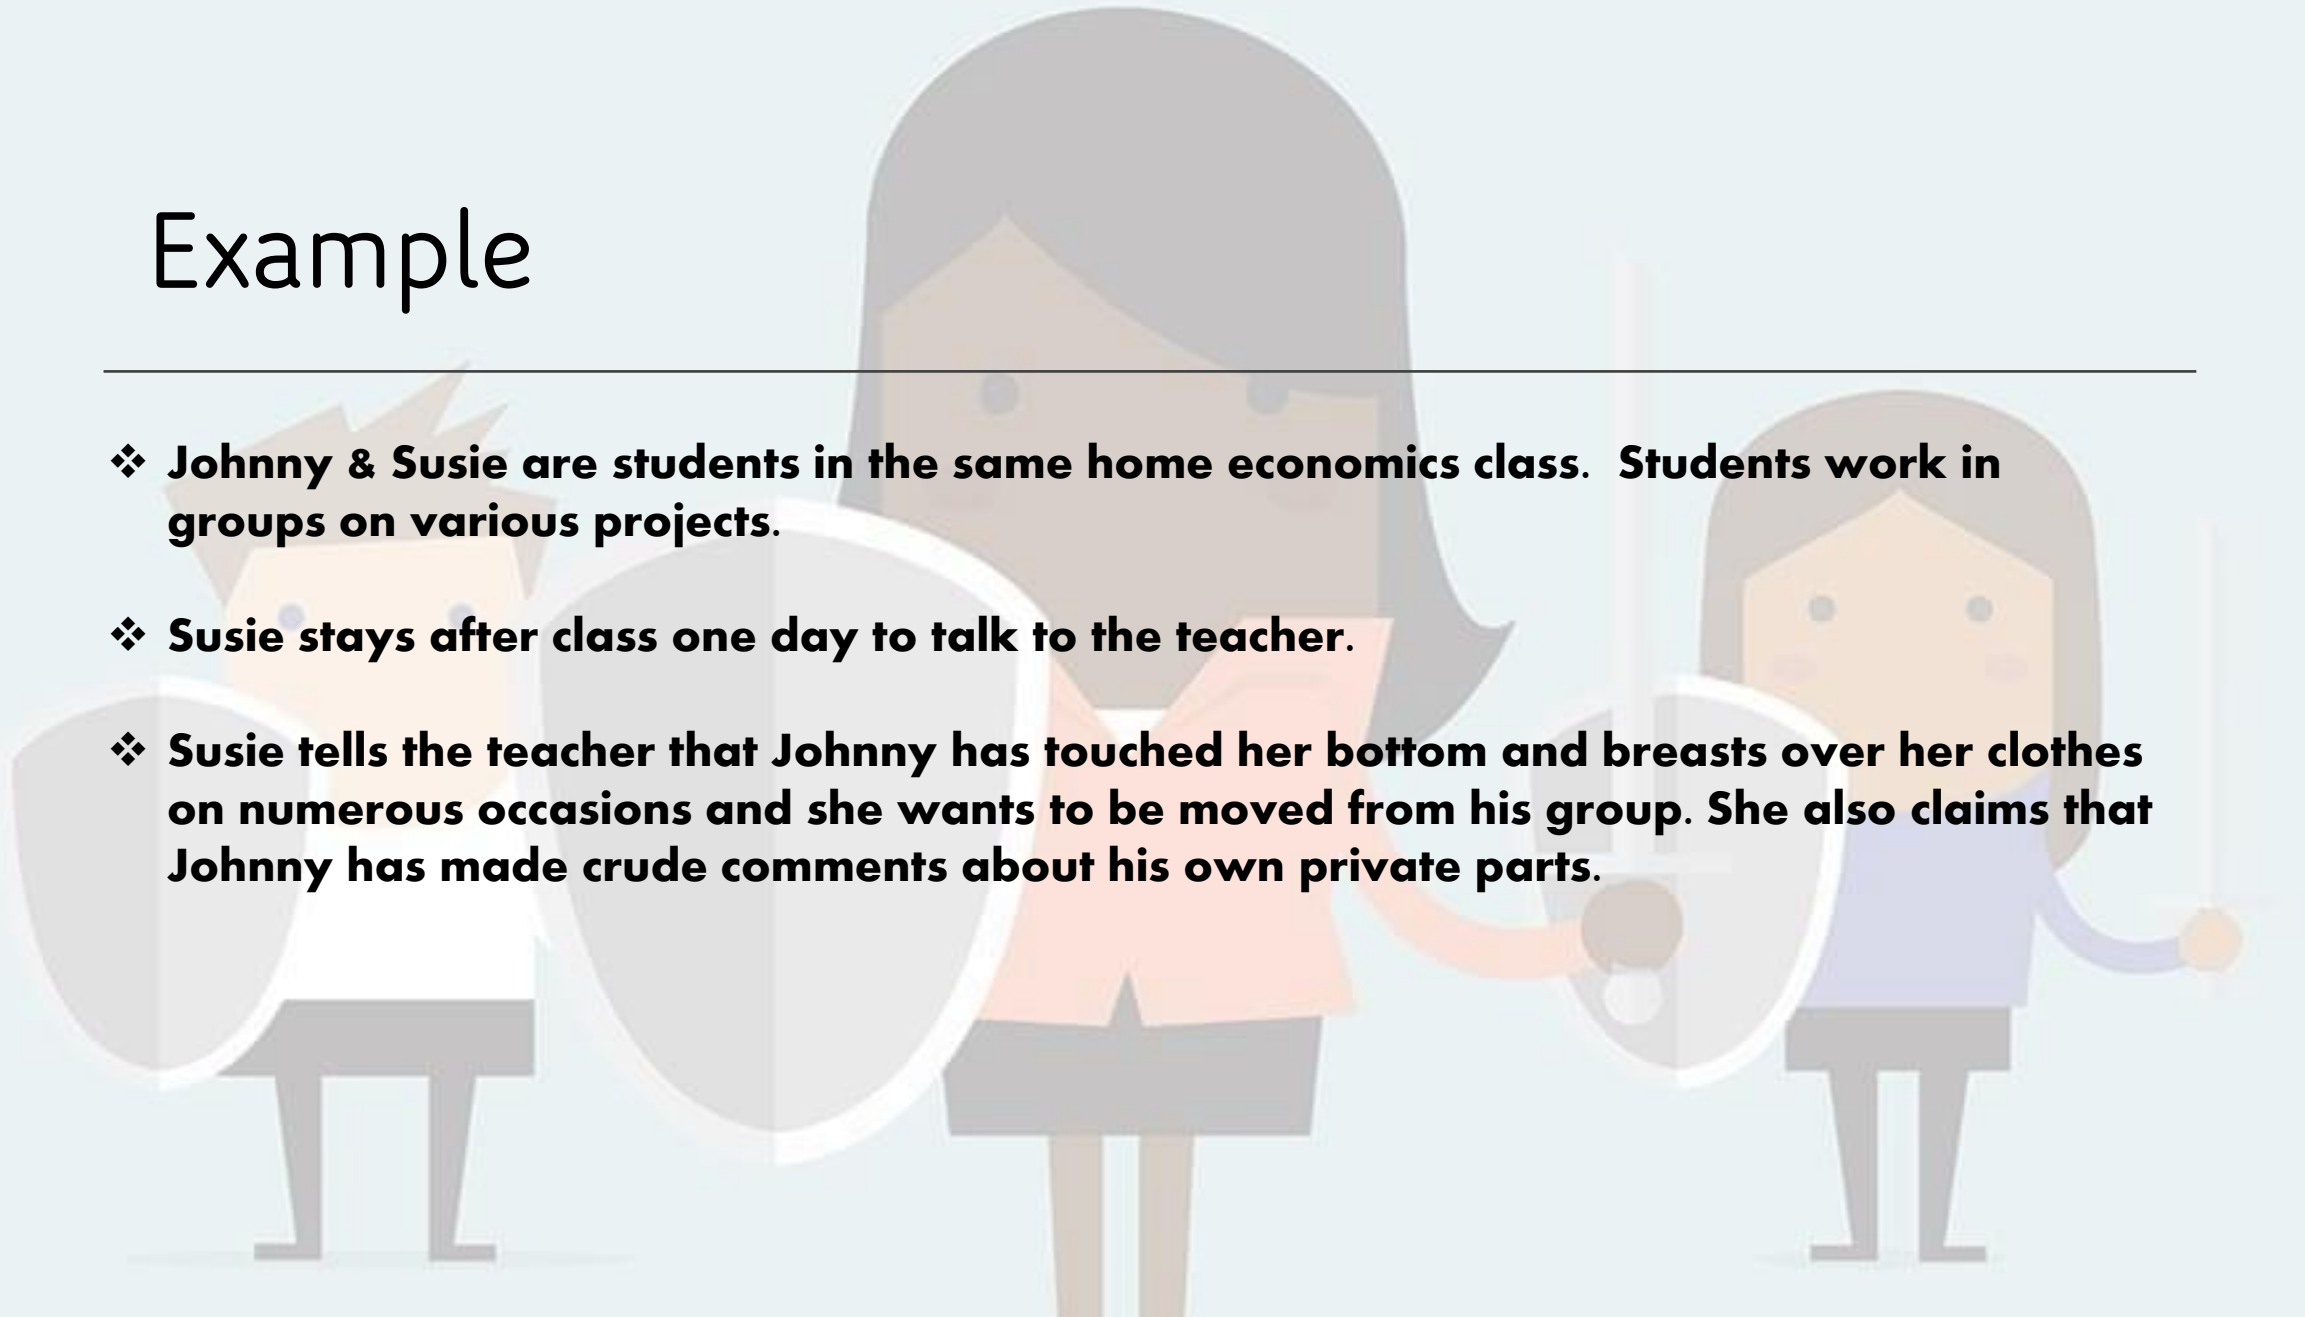 Example
❖ Johnny & Susie are students in the same home economics class.  Students work in
groups on various projects.
❖ Susie stays after class one day to talk to the teacher.
❖ Susie tells the teacher that Johnny has touched her bottom and breasts over her clothes
on numerous occasions and she wants to be moved from his group. She also claims that
Johnny has made crude comments about his own private parts.